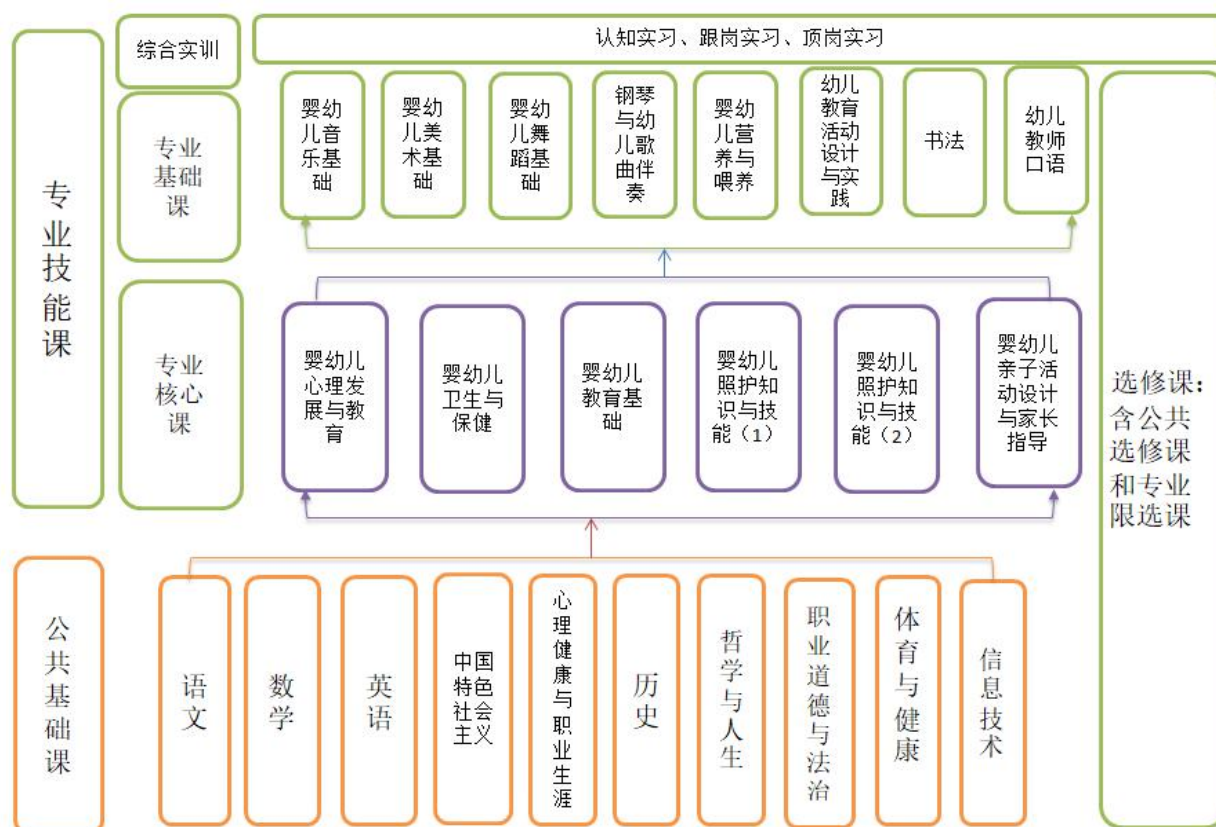 综合实训
认知实习、跟岗实习、顶岗实习
专业技能课
专业
基础
课
婴幼
儿音
乐基
础
婴幼
儿美
术基
础
婴幼
儿舞
蹈基
础
钢琴
与幼
儿歌
曲伴
奏
婴幼
儿营
养与
喂养
幼儿
教育
活动
设计
与实
践
书法
幼儿
教师
口语
专业
核心
课
婴幼儿
心理发
展与教
育
婴幼儿
卫生与
保健
婴幼儿
教育基
础
婴幼儿
照护知
识与技
能（1）
婴幼儿
照护知
识与技
能（2）
婴幼儿
亲子活
动设计
与家长
指导
选修课：
含公共
选修课
和专业
限选课
公共基础课
语文
数学
英语
中国
特色
社会
主义
心理健康与职业生涯
历史
哲学与人生
职业道德与法治
体育与健康
信息技术